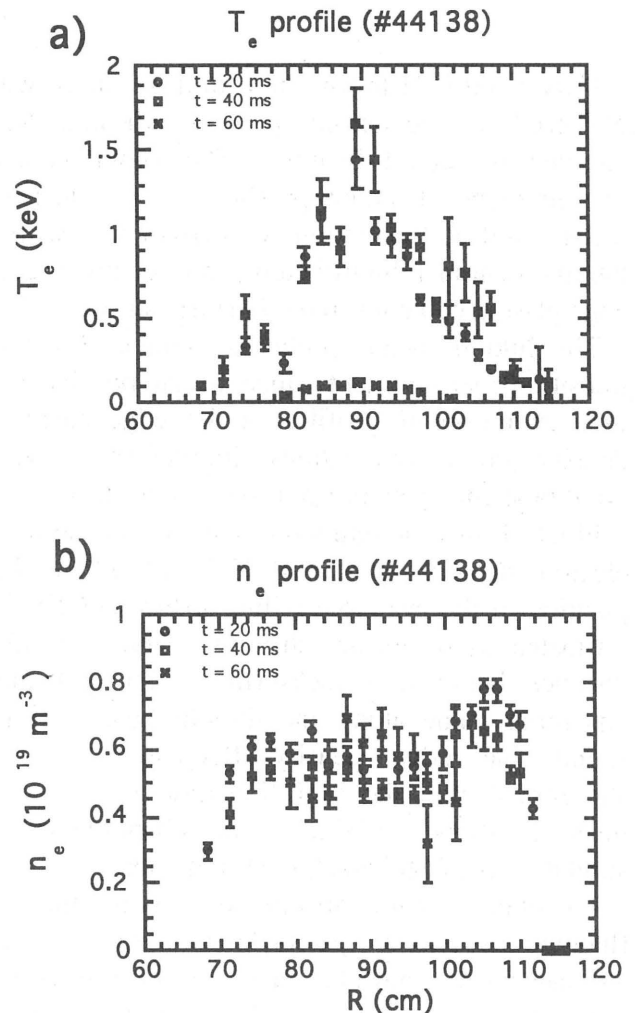 a)
T_e profile (#44138)
2
1.5
1
0.5
0
T_e (keV)
t = 20 ms
t = 40 ms
t = 60 ms
60 70 80 90 100 110 120
b)
n_e profile (#44138)
1
0.8
0.6
0.4
0.2
0
n_e (10^19 m^-3)
t = 20 ms
t = 40 ms
t = 60 ms
60 70 80 90 100 110 120
R (cm)